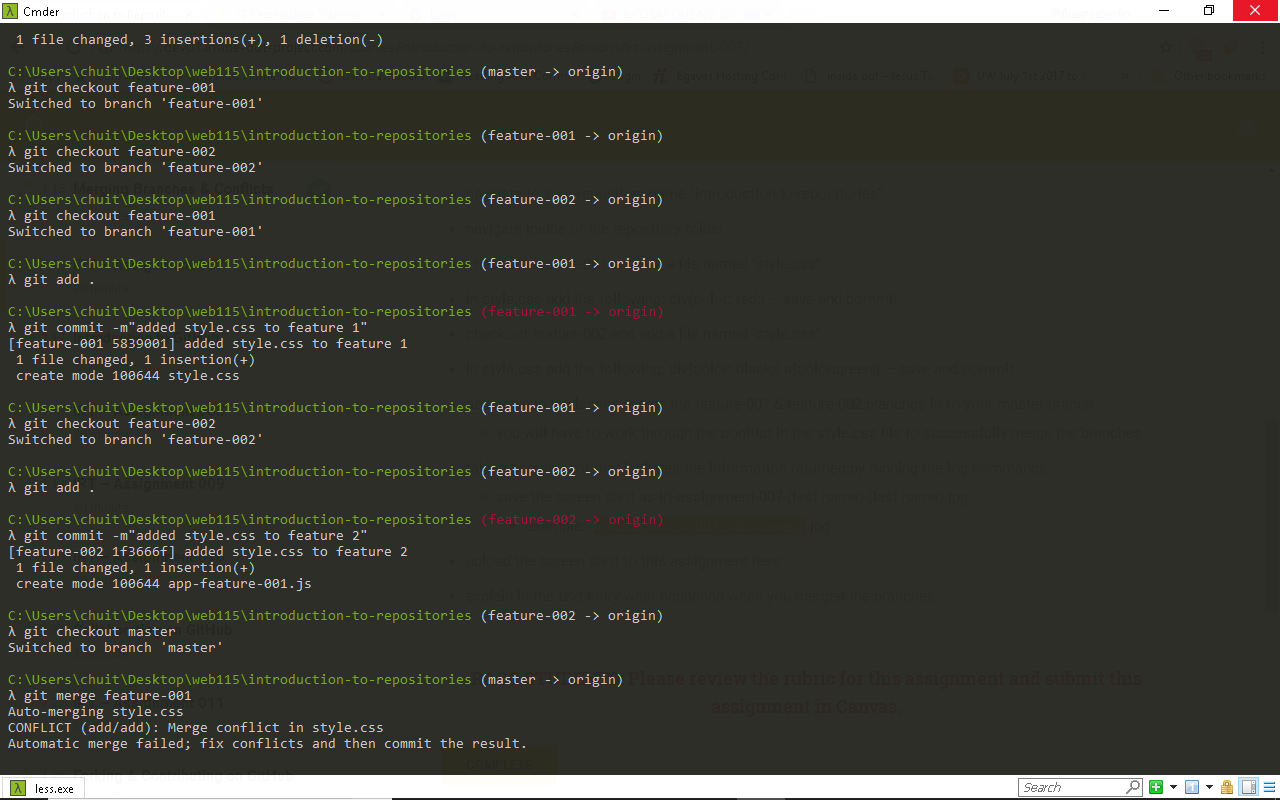 Cmder
1 file changed, 3 insertions(+), 1 deletion(-)
C:\Users\chuit\Desktop\web115\introduction-to-repositories (master -> origin)
λ git checkout feature-001
Switched to branch 'feature-001'
C:\Users\chuit\Desktop\web115\introduction-to-repositories (feature-001 -> origin)
λ git checkout feature-002
Switched to branch 'feature-002'
C:\Users\chuit\Desktop\web115\introduction-to-repositories (feature-002 -> origin)
λ git checkout feature-001
Switched to branch 'feature-001'
C:\Users\chuit\Desktop\web115\introduction-to-repositories (feature-001 -> origin)
λ git add .
C:\Users\chuit\Desktop\web115\introduction-to-repositories (feature-001 -> origin)
λ git commit -m"added style.css to feature 1"
[feature-001 5839001] added style.css to feature 1
1 file changed, 1 insertion(+)
create mode 100644 style.css
C:\Users\chuit\Desktop\web115\introduction-to-repositories (feature-001 -> origin)
λ git checkout feature-002
Switched to branch 'feature-002'
C:\Users\chuit\Desktop\web115\introduction-to-repositories (feature-002 -> origin)
λ git add .
C:\Users\chuit\Desktop\web115\introduction-to-repositories (feature-002 -> origin)
λ git commit -m"added style.css to feature 2"
[feature-002 1f3666f] added style.css to feature 2
1 file changed, 1 insertion(+)
create mode 100644 app-feature-001.js
C:\Users\chuit\Desktop\web115\introduction-to-repositories (feature-002 -> origin)
λ git checkout master
Switched to branch 'master'
C:\Users\chuit\Desktop\web115\introduction-to-repositories (master -> origin)
λ git merge feature-001
Auto-merging style.css
CONFLICT (add/add): Merge conflict in style.css
Automatic merge failed; fix conflicts and then commit the result.
Please review the rubric for this assignment and submit this
assignment in Canvas
less.exe
Search